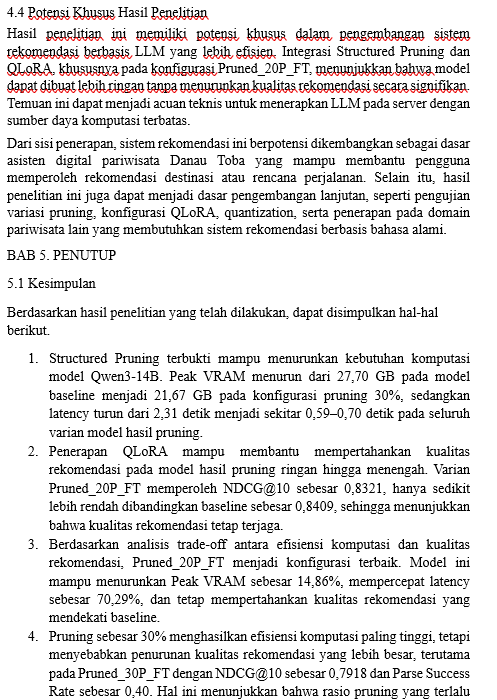 4.4 Potensi Khusus Hasil Penelitian
Hasil penelitian ini memiliki potensi khusus dalam pengembangan sistem
rekomendasi berbasis LLM yang lebih efisien. Integrasi Structured Pruning dan
QLoRA, khususnya pada konfigurasi Pruned_20P_FT, menunjukkan bahwa model
dapat dibuat lebih ringan tanpa menurunkan kualitas rekomendasi secara signifikan.
Temuan ini dapat menjadi acuan teknis untuk menerapkan LLM pada server dengan
sumber daya komputasi terbatas.
Dari sisi penerapan, sistem rekomendasi ini berpotensi dikembangkan sebagai dasar
asisten digital pariwisata Danau Toba yang mampu membantu pengguna
memperoleh rekomendasi destinasi atau rencana perjalanan. Selain itu, hasil
penelitian ini juga dapat menjadi dasar pengembangan lanjutan, seperti pengujian
variasi pruning, konfigurasi QLoRA, quantization, serta penerapan pada domain
pariwisata lain yang membutuhkan sistem rekomendasi berbasis bahasa alami.
BAB 5. PENUTUP
5.1 Kesimpulan
Berdasarkan hasil penelitian yang telah dilakukan, dapat disimpulkan hal-hal
berikut.
1. Structured Pruning terbukti mampu menurunkan kebutuhan komputasi
model Qwen3-14B. Peak VRAM menurun dari 27,70 GB pada model
baseline menjadi 21,67 GB pada konfigurasi pruning 30%, sedangkan
latency turun dari 2,31 detik menjadi sekitar 0,59–0,70 detik pada seluruh
varian model hasil pruning.
2. Penerapan QLoRA mampu membantu mempertahankan kualitas
rekomendasi pada model hasil pruning ringan hingga menengah. Varian
Pruned_20P_FT memperoleh NDCG@10 sebesar 0,8321, hanya sedikit
lebih rendah dibandingkan baseline sebesar 0,8409, sehingga menunjukkan
bahwa kualitas rekomendasi tetap terjaga.
3. Berdasarkan analisis trade-off antara efisiensi komputasi dan kualitas
rekomendasi, Pruned_20P_FT menjadi konfigurasi terbaik. Model ini
mampu menurunkan Peak VRAM sebesar 14,86%, mempercepat latency
sebesar 70,29%, dan tetap mempertahankan kualitas rekomendasi yang
mendekati baseline.
4. Pruning sebesar 30% menghasilkan efisiensi komputasi paling tinggi, tetapi
menyebabkan penurunan kualitas rekomendasi yang lebih besar, terutama
pada Pruned_30P_FT dengan NDCG@10 sebesar 0,7918 dan Parse Success
Rate sebesar 0,40. Hal ini menunjukkan bahwa rasio pruning yang terlalu